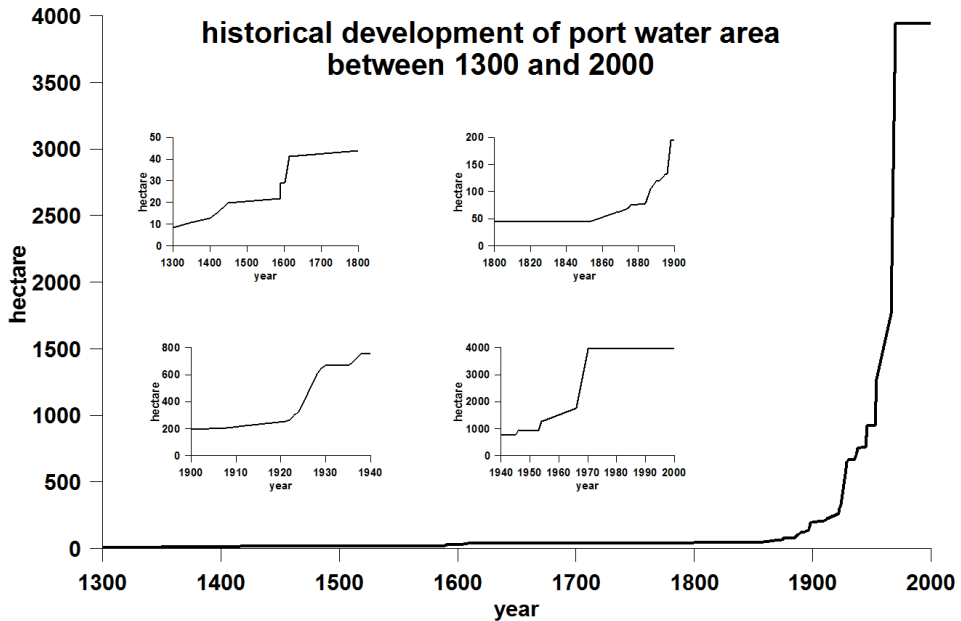 historical development of port water area
between 1300 and 2000
4000
3500
3000
2500
2000
1500
1000
500
0
hectare
1300 1400 1500 1600 1700 1800 1900 2000
year
50
40
30
20
10
0
hectare
1300 1400 1500 1600 1700 1800
year
200
150
100
50
0
hectare
1800 1820 1840 1860 1880 1900
year
800
600
400
200
0
hectare
1900 1910 1920 1930 1940
year
4000
3000
2000
1000
0
hectare
1940 1950 1960 1970 1980 1990 2000
year